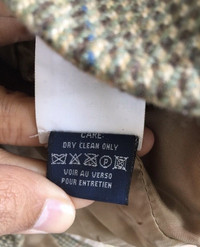 CARE:
DRY CLEAN ONLY
P
VOIR AU VERSO
POUR ENTRETIEN